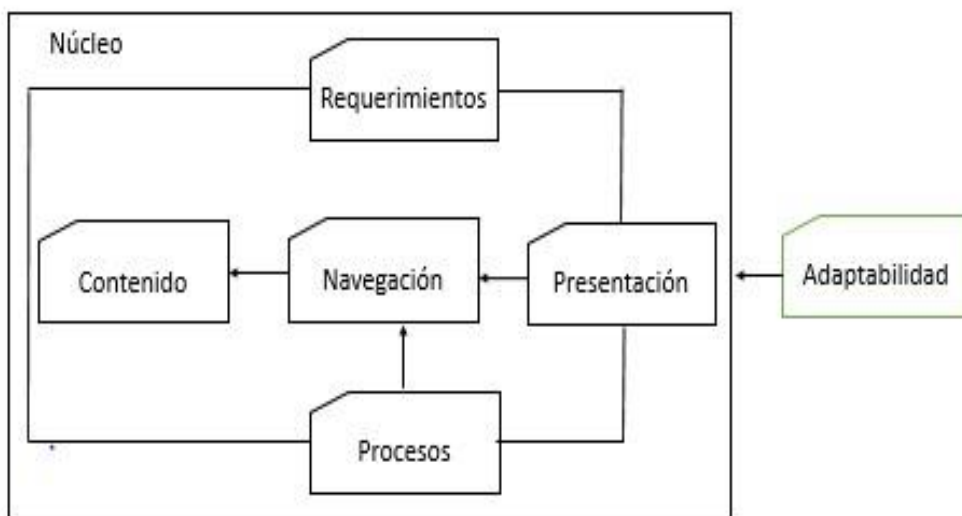 Núcleo
Requerimientos
Contenido
Navegación
Presentación
Adaptabilidad
Procesos